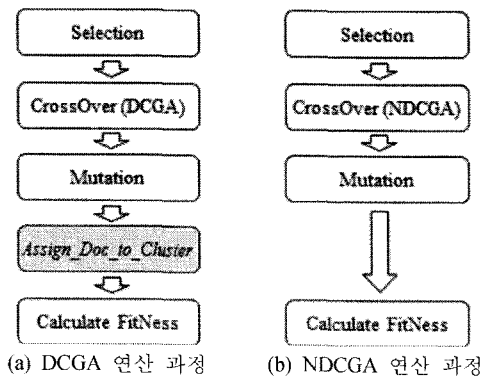 Selection
CrossOver (DCGA)
Mutation
Assign_Doc_to_Cluster
Calculate FitNess
(a) DCGA 연산 과정
Selection
CrossOver (NDCGA)
Mutation
Calculate FitNess
(b) NDCGA 연산 과정